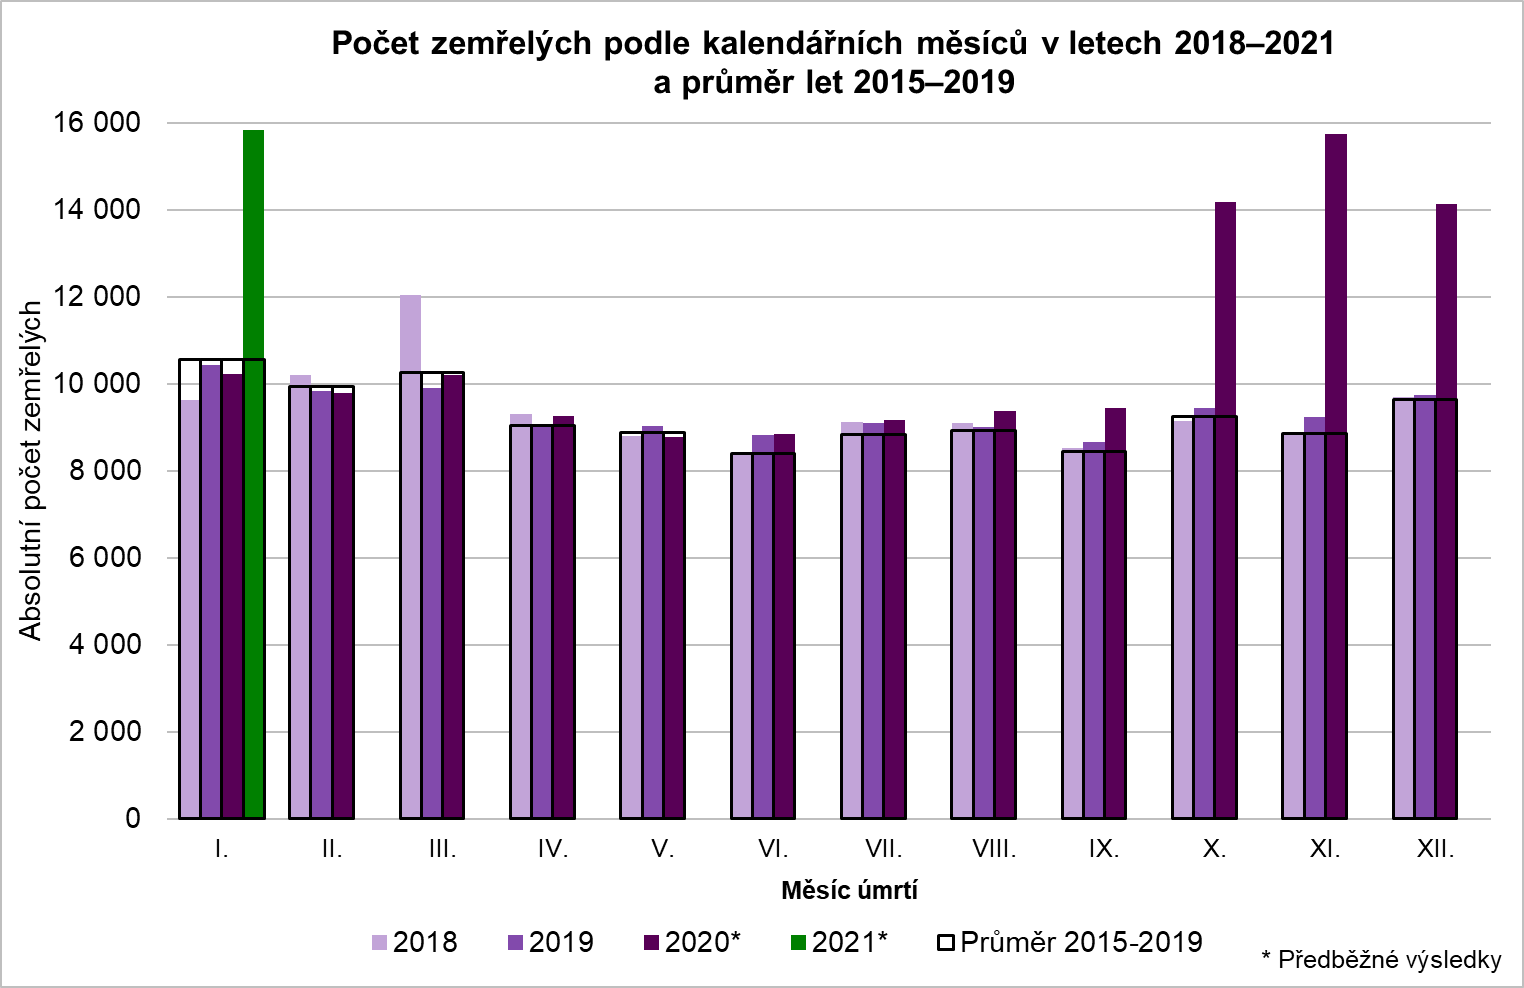 Počet zemřelých podle kalendářních měsíců v letech 2018–2021
a průměr let 2015–2019
Absolutní počet zemřelých
16 000
14 000
12 000
10 000
8 000
6 000
4 000
2 000
0
I. II. III. IV. V. VI. VII. VIII. IX. X. XI. XII.
Měsíc úmrtí
2018 2019 2020* 2021* Průměr 2015-2019
* Předběžné výsledky